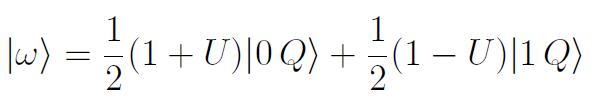 |ω⟩ = 1/2 (1 + U)|0 Q⟩ + 1/2 (1 − U)|1 Q⟩